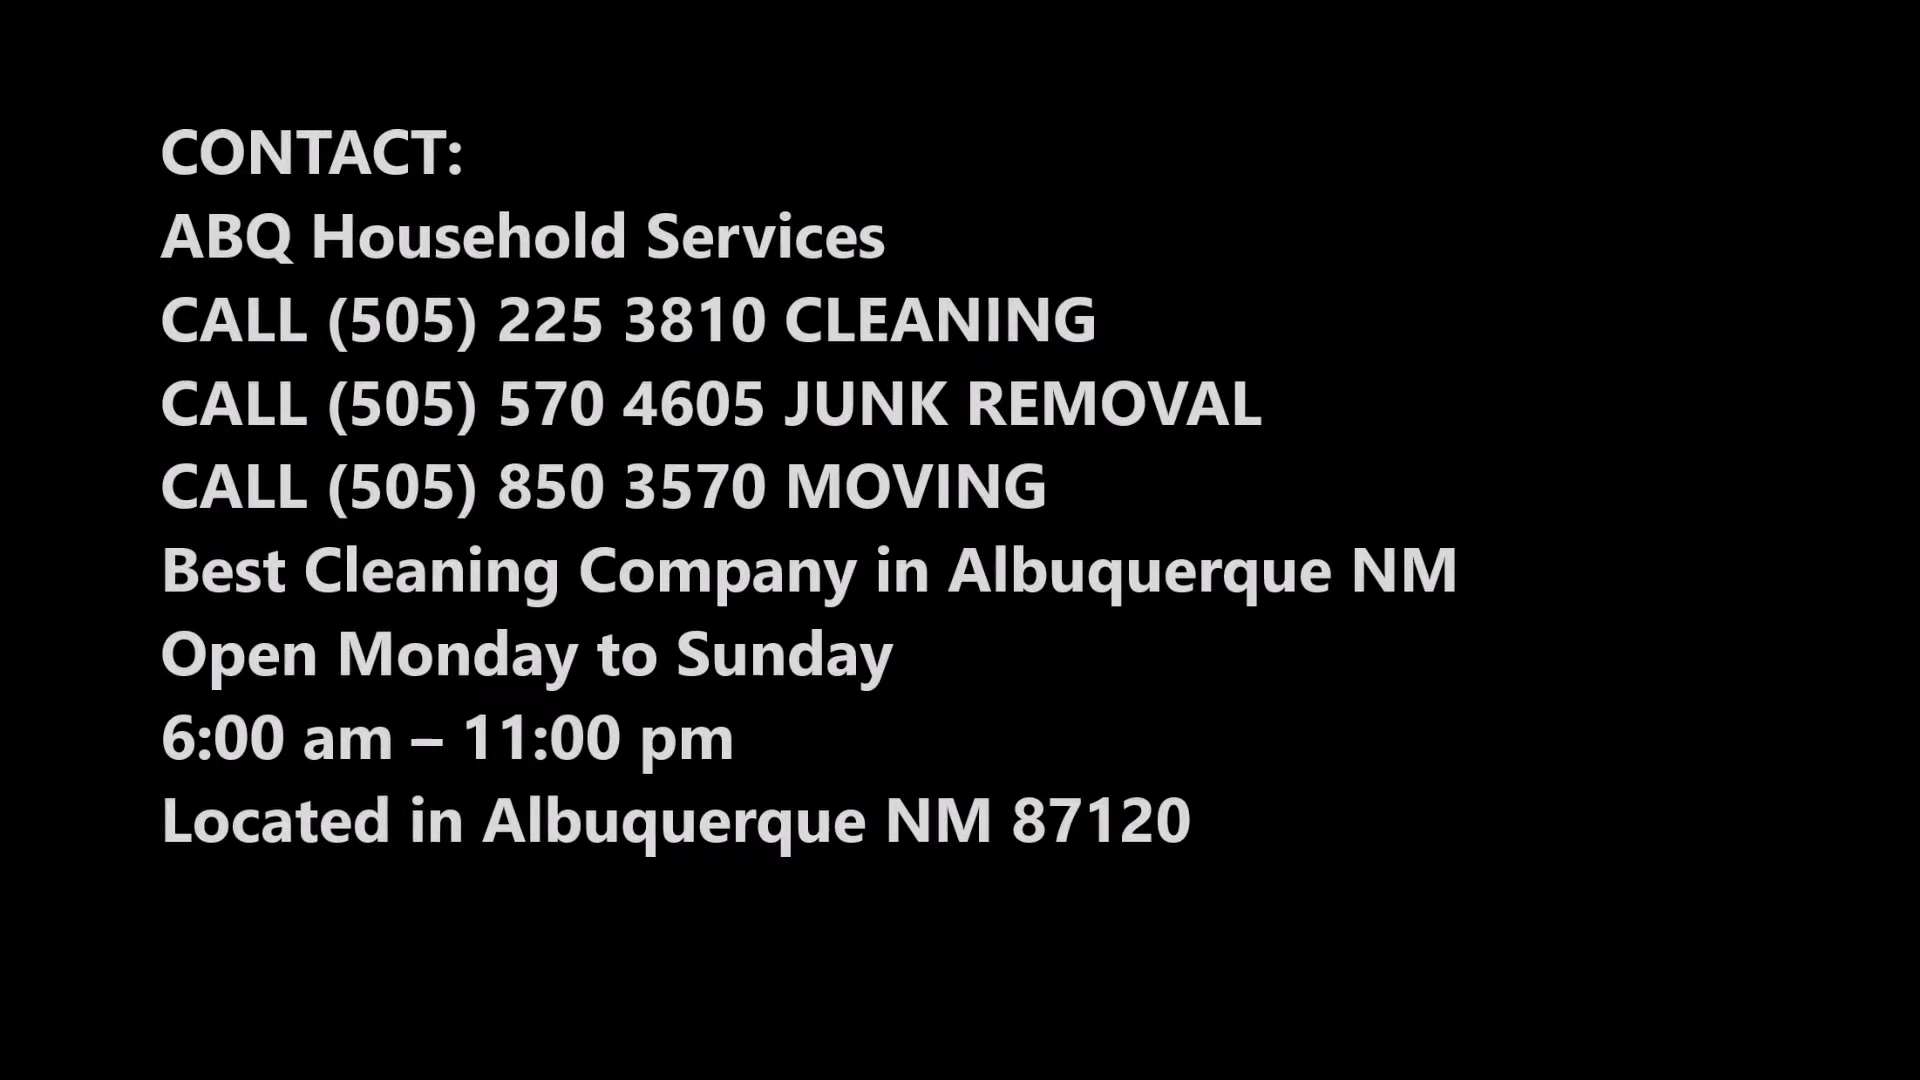 CONTACT:
ABQ Household Services
CALL (505) 225 3810 CLEANING
CALL (505) 570 4605 JUNK REMOVAL
CALL (505) 850 3570 MOVING
Best Cleaning Company in Albuquerque NM
Open Monday to Sunday
6:00 am – 11:00 pm
Located in Albuquerque NM 87120